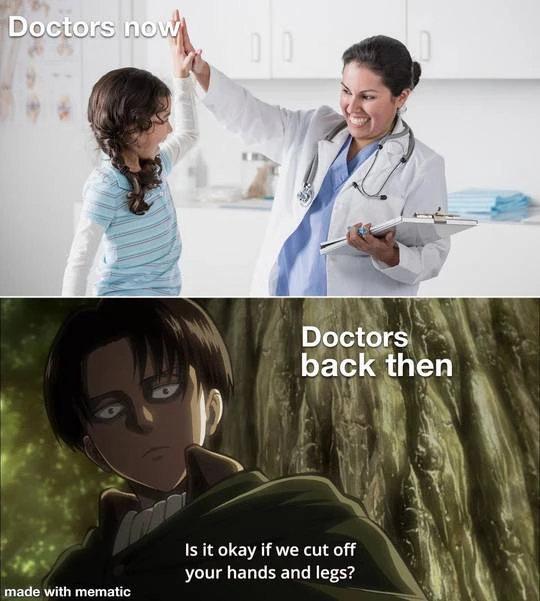 Doctors now
Doctors
back then
Is it okay if we cut off
your hands and legs?
made with mematic